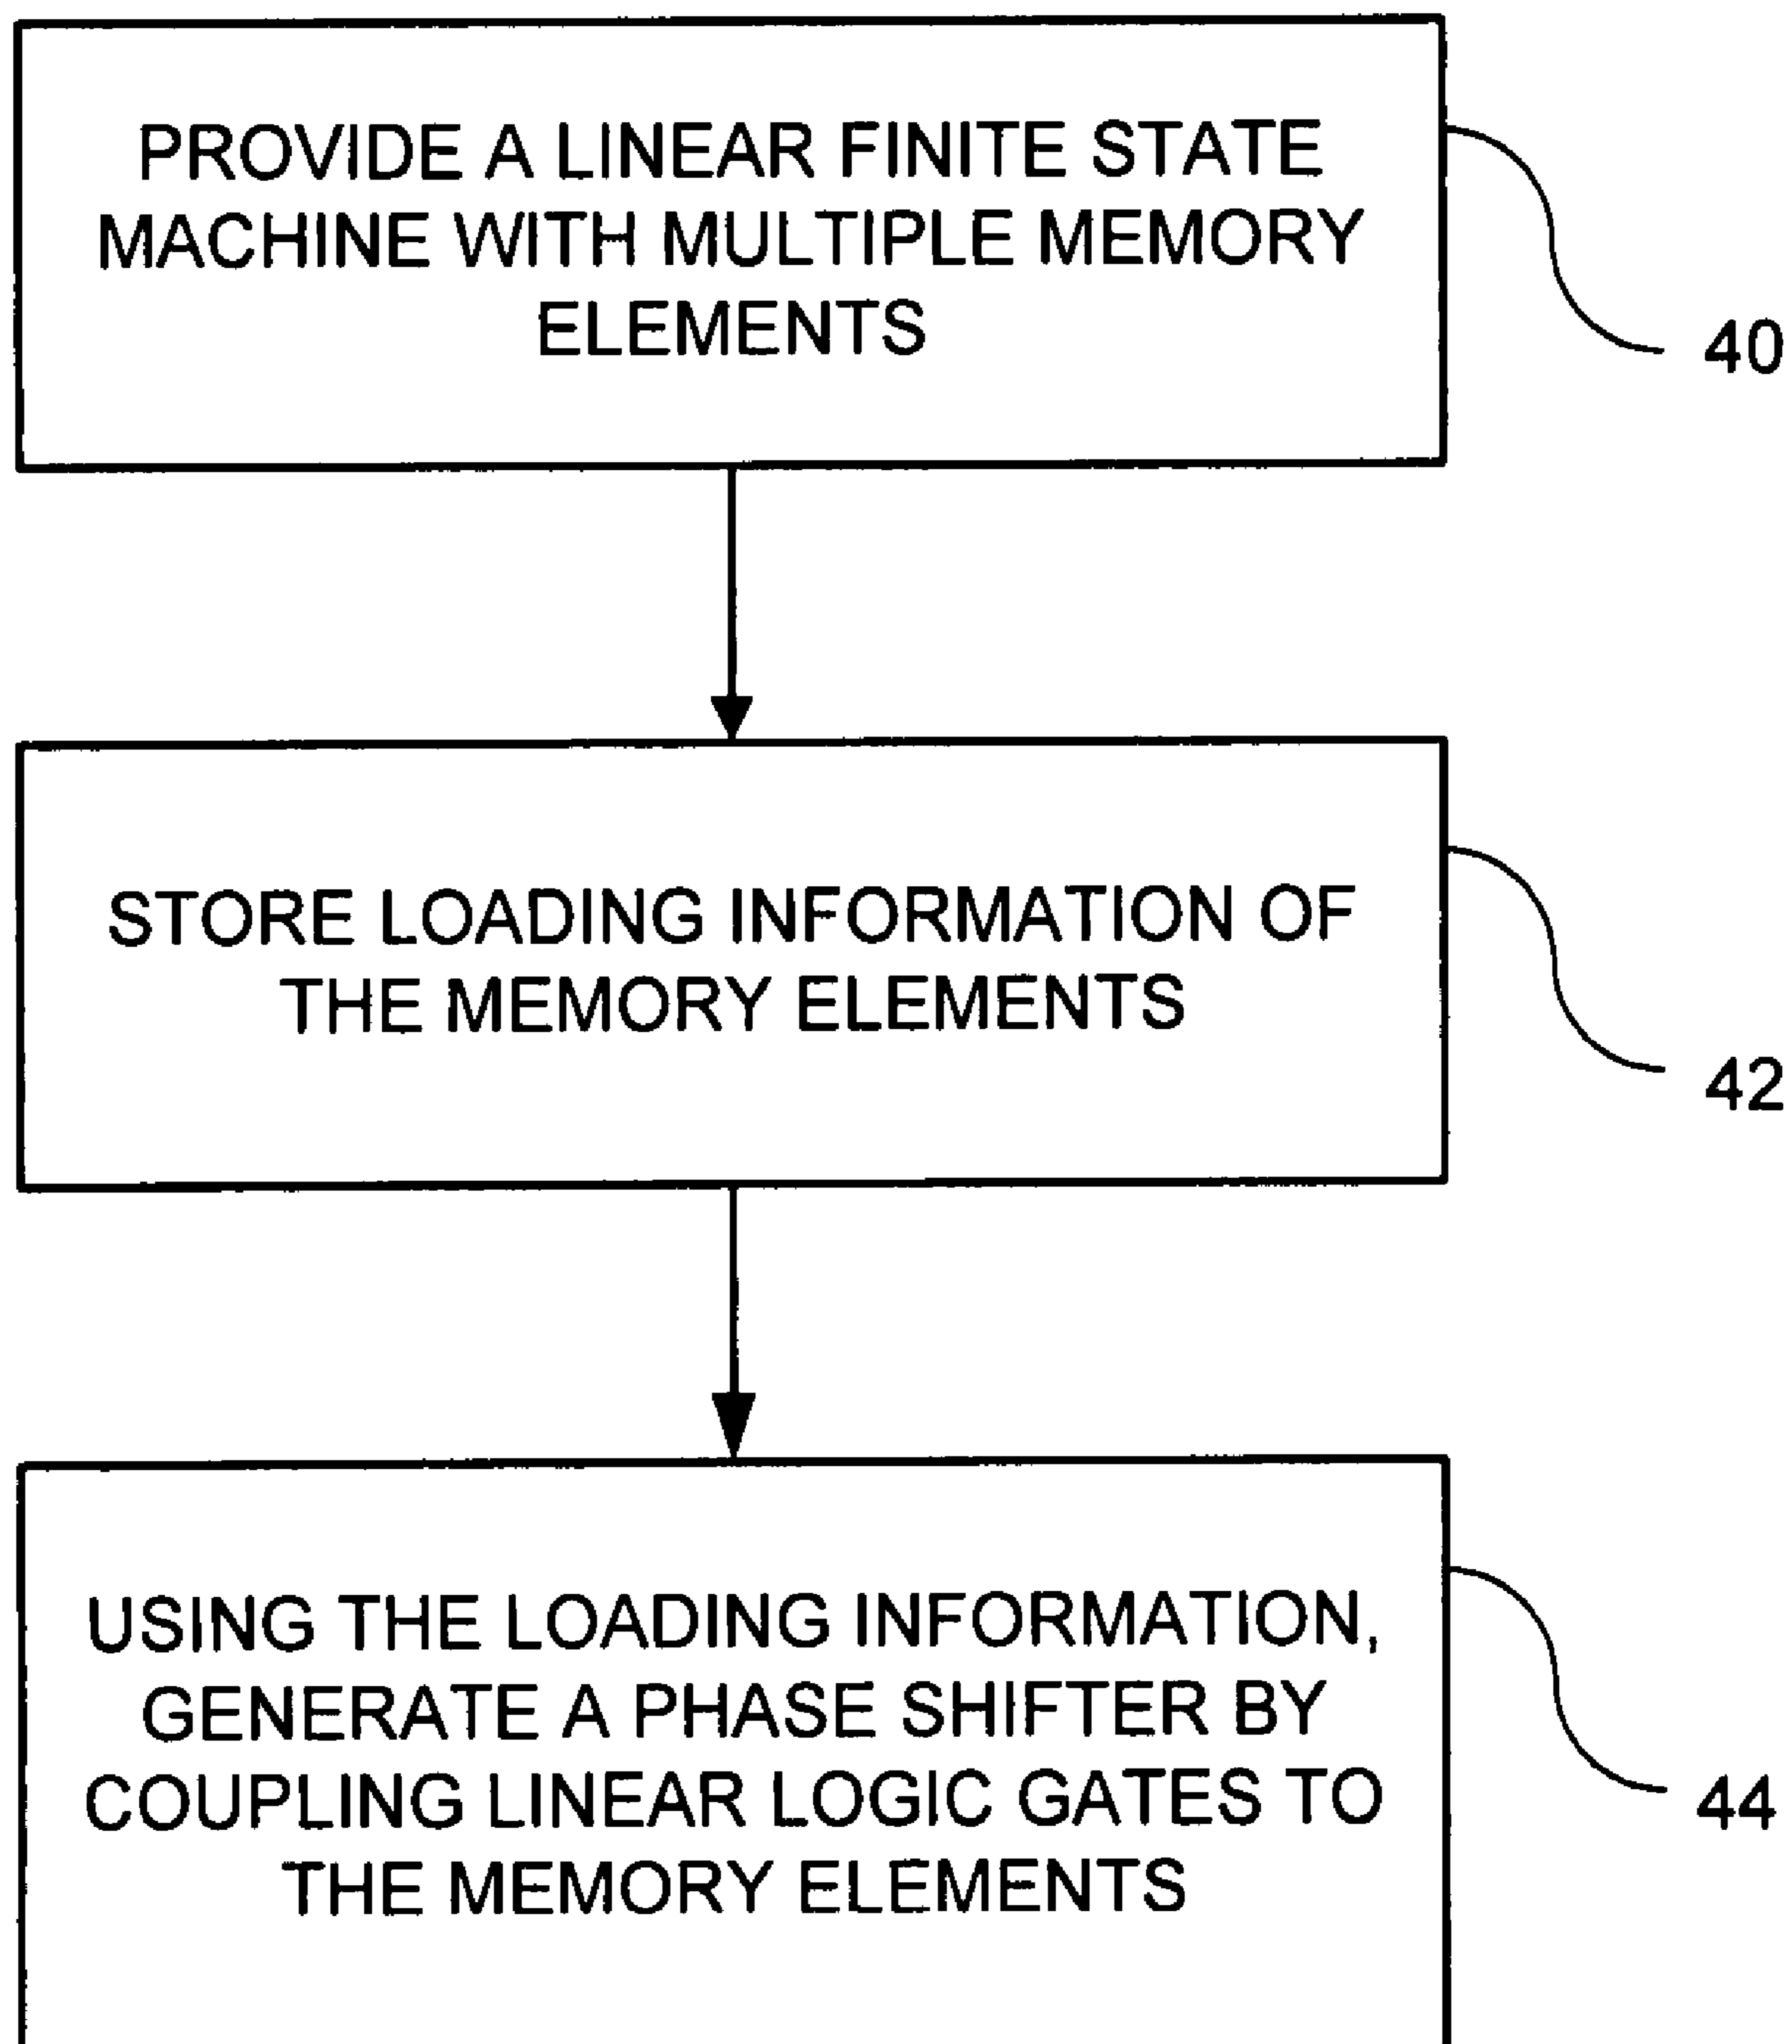 PROVIDE A LINEAR FINITE STATE
MACHINE WITH MULTIPLE MEMORY
ELEMENTS
40
STORE LOADING INFORMATION OF
THE MEMORY ELEMENTS
42
USING THE LOADING INFORMATION,
GENERATE A PHASE SHIFTER BY
COUPLING LINEAR LOGIC GATES TO
THE MEMORY ELEMENTS
44